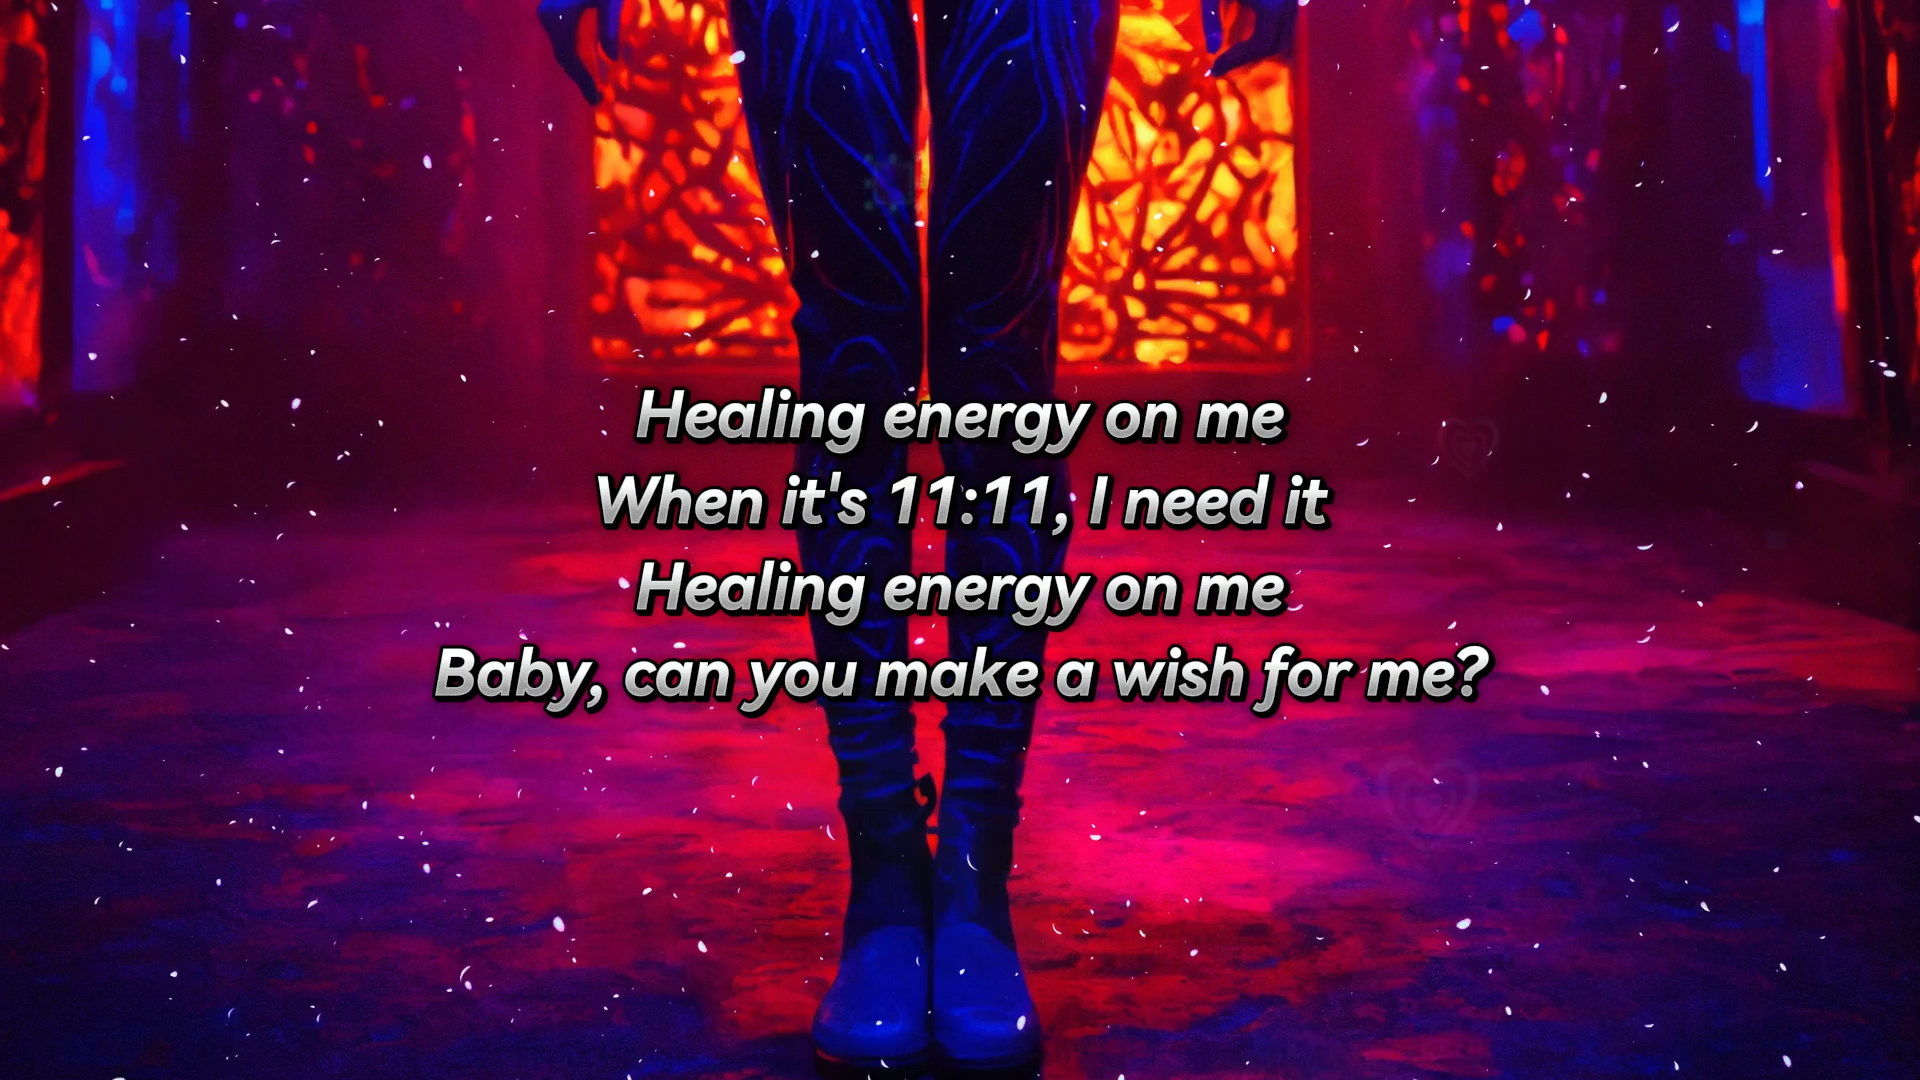 Healing energy on me
When it's 11:11, I need it
Healing energy on me
Baby, can you make a wish for me?